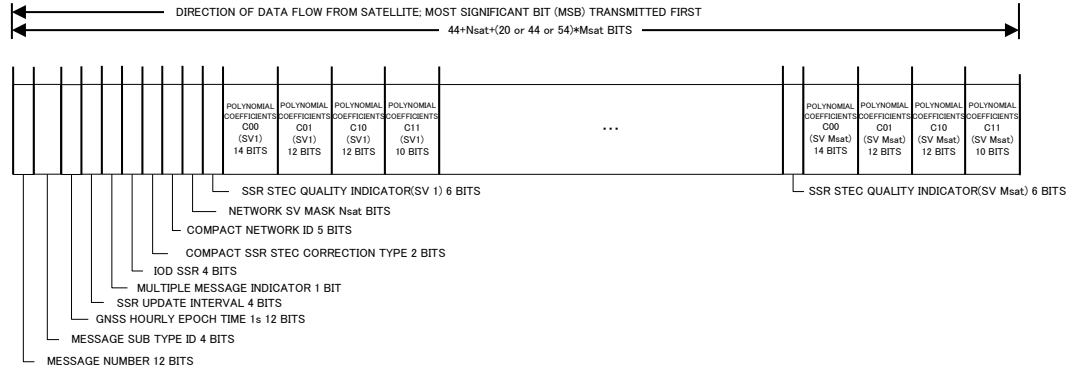 DIRECTION OF DATA FLOW FROM SATELLITE; MOST SIGNIFICANT BIT (MSB) TRANSMITTED FIRST
44+Nsat+(20 or 44 or 54)*Msat BITS
POLYNOMIAL
COEFFICIENTS
C00
(SV1)
14 BITS
POLYNOMIAL
COEFFICIENTS
C01
(SV1)
12 BITS
POLYNOMIAL
COEFFICIENTS
C10
(SV1)
12 BITS
POLYNOMIAL
COEFFICIENTS
C11
(SV1)
10 BITS
...
POLYNOMIAL
COEFFICIENTS
C00
(SV Msat)
14 BITS
POLYNOMIAL
COEFFICIENTS
C01
(SV Msat)
12 BITS
POLYNOMIAL
COEFFICIENTS
C10
(SV Msat)
12 BITS
POLYNOMIAL
COEFFICIENTS
C11
(SV Msat)
10 BITS
SSR STEC QUALITY INDICATOR(SV 1) 6 BITS
SSR STEC QUALITY INDICATOR(SV Msat) 6 BITS
NETWORK SV MASK Nsat BITS
COMPACT NETWORK ID 5 BITS
COMPACT SSR STEC CORRECTION TYPE 2 BITS
IOD SSR 4 BITS
MULTIPLE MESSAGE INDICATOR 1 BIT
SSR UPDATE INTERVAL 4 BITS
GNSS HOURLY EPOCH TIME 1s 12 BITS
MESSAGE SUB TYPE ID 4 BITS
MESSAGE NUMBER 12 BITS